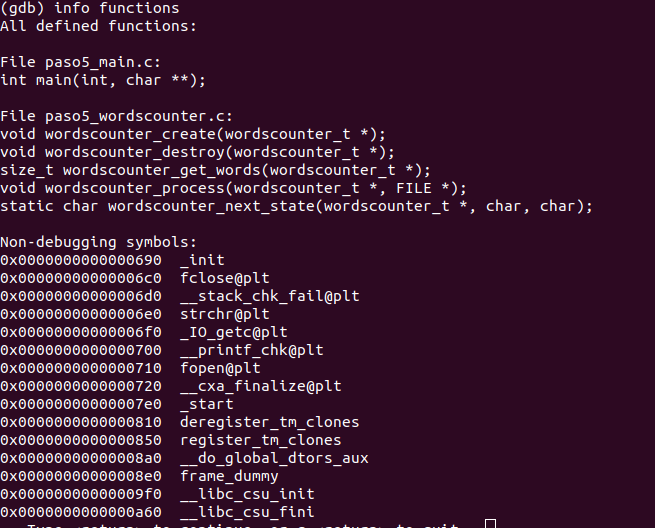 (gdb) info functions
All defined functions:
File paso5_main.c:
int main(int, char **);
File paso5_wordscounter.c:
void wordscounter_create(wordscounter_t *);
void wordscounter_destroy(wordscounter_t *);
size_t wordscounter_get_words(wordscounter_t *);
void wordscounter_process(wordscounter_t *, FILE *);
static char wordscounter_next_state(wordscounter_t *, char, char);
Non-debugging symbols:
0x0000000000000690  _init
0x00000000000006c0  fclose@plt
0x00000000000006d0  __stack_chk_fail@plt
0x00000000000006e0  strchr@plt
0x00000000000006f0  _IO_getc@plt
0x0000000000000700  __printf_chk@plt
0x0000000000000710  fopen@plt
0x0000000000000720  __cxa_finalize@plt
0x00000000000007e0  _start
0x0000000000000810  deregister_tm_clones
0x0000000000000850  register_tm_clones
0x00000000000008a0  __do_global_dtors_aux
0x00000000000008e0  frame_dummy
0x00000000000009f0  __libc_csu_init
0x0000000000000a60  __libc_csu_fini